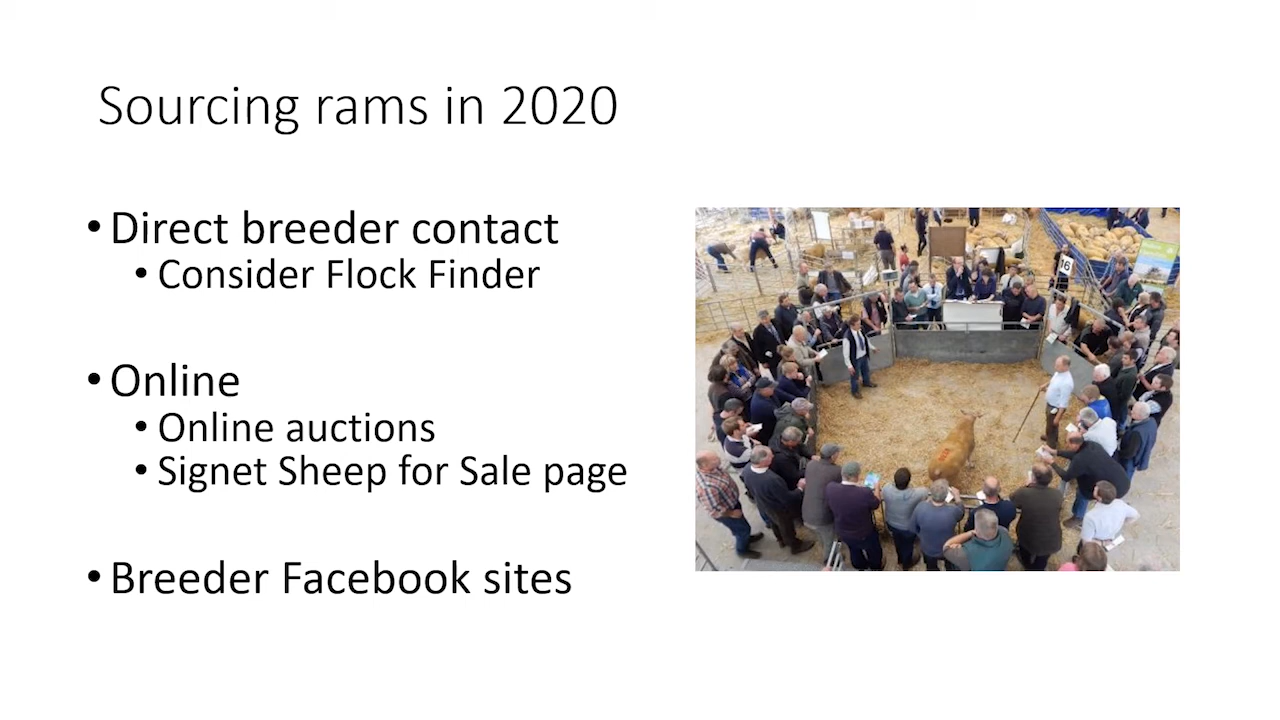 Sourcing rams in 2020
• Direct breeder contact
• Consider Flock Finder
• Online
• Online auctions
• Signet Sheep for Sale page
• Breeder Facebook sites
16